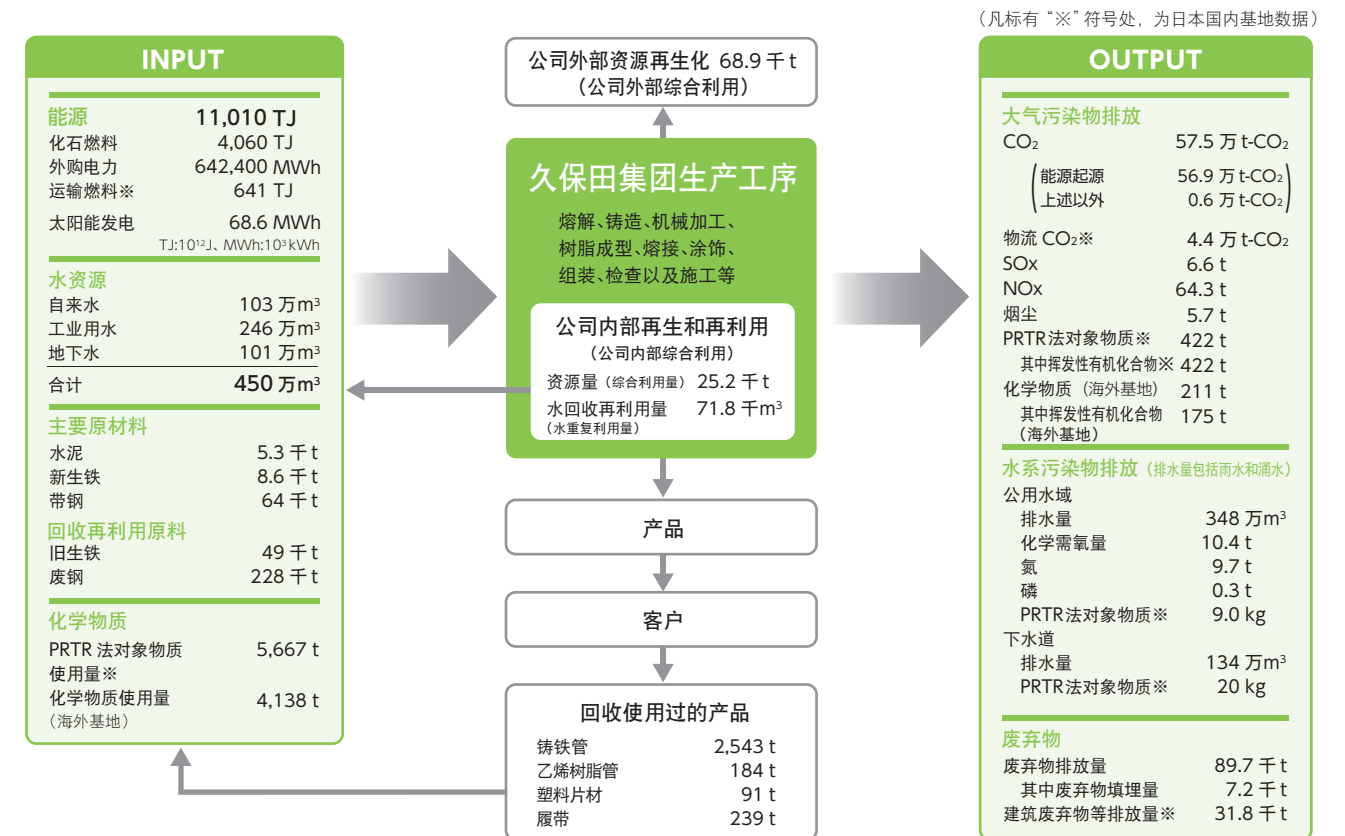 （凡标有“※”符号处，为日本国内基地数据）
INPUT
能源 11,010 TJ
化石燃料 4,060 TJ
外购电力 642,400 MWh
运输燃料※ 641 TJ
太阳能发电 68.6 MWh
TJ:10¹²J、MWh:10³kWh
水资源
自来水 103 万m³
工业用水 246 万m³
地下水 101 万m³
合计 450 万m³
主要原材料
水泥 5.3 千 t
新生铁 8.6 千 t
带钢 64 千 t
回收再利用原料
旧生铁 49 千 t
废钢 228 千 t
化学物质
PRTR 法对象物质 5,667 t
使用量※
化学物质使用量 4,138 t
（海外基地）
公司外部资源再生化 68.9 千 t
（公司外部综合利用）
久保田集团生产工序
熔解、铸造、机械加工、
树脂成型、熔接、涂饰、
组装、检查以及施工等
公司内部再生和再利用
（公司内部综合利用）
资源量（综合利用量） 25.2 千 t
水回收再利用量 71.8 千m³
（水重复利用量）
产品
客户
回收使用过的产品
铸铁管 2,543 t
乙烯树脂管 184 t
塑料片材 91 t
履带 239 t
OUTPUT
大气污染物排放
CO₂ 57.5 万 t-CO₂
能源起源 56.9 万 t-CO₂
上述以外 0.6 万 t-CO₂
物流 CO₂※ 4.4 万 t-CO₂
SOx 6.6 t
NOx 64.3 t
烟尘 5.7 t
PRTR法对象物质※ 422 t
其中挥发性有机化合物※ 422 t
化学物质（海外基地） 211 t
其中挥发性有机化合物 175 t
（海外基地）
水系污染物排放（排水量包括雨水和涌水）
公用水域
排水量 348 万m³
化学需氧量 10.4 t
氮 9.7 t
磷 0.3 t
PRTR法对象物质※ 9.0 kg
下水道
排水量 134 万m³
PRTR法对象物质※ 20 kg
废弃物
废弃物排放量 89.7 千 t
其中废弃物填埋量 7.2 千 t
建筑废弃物等排放量※ 31.8 千 t